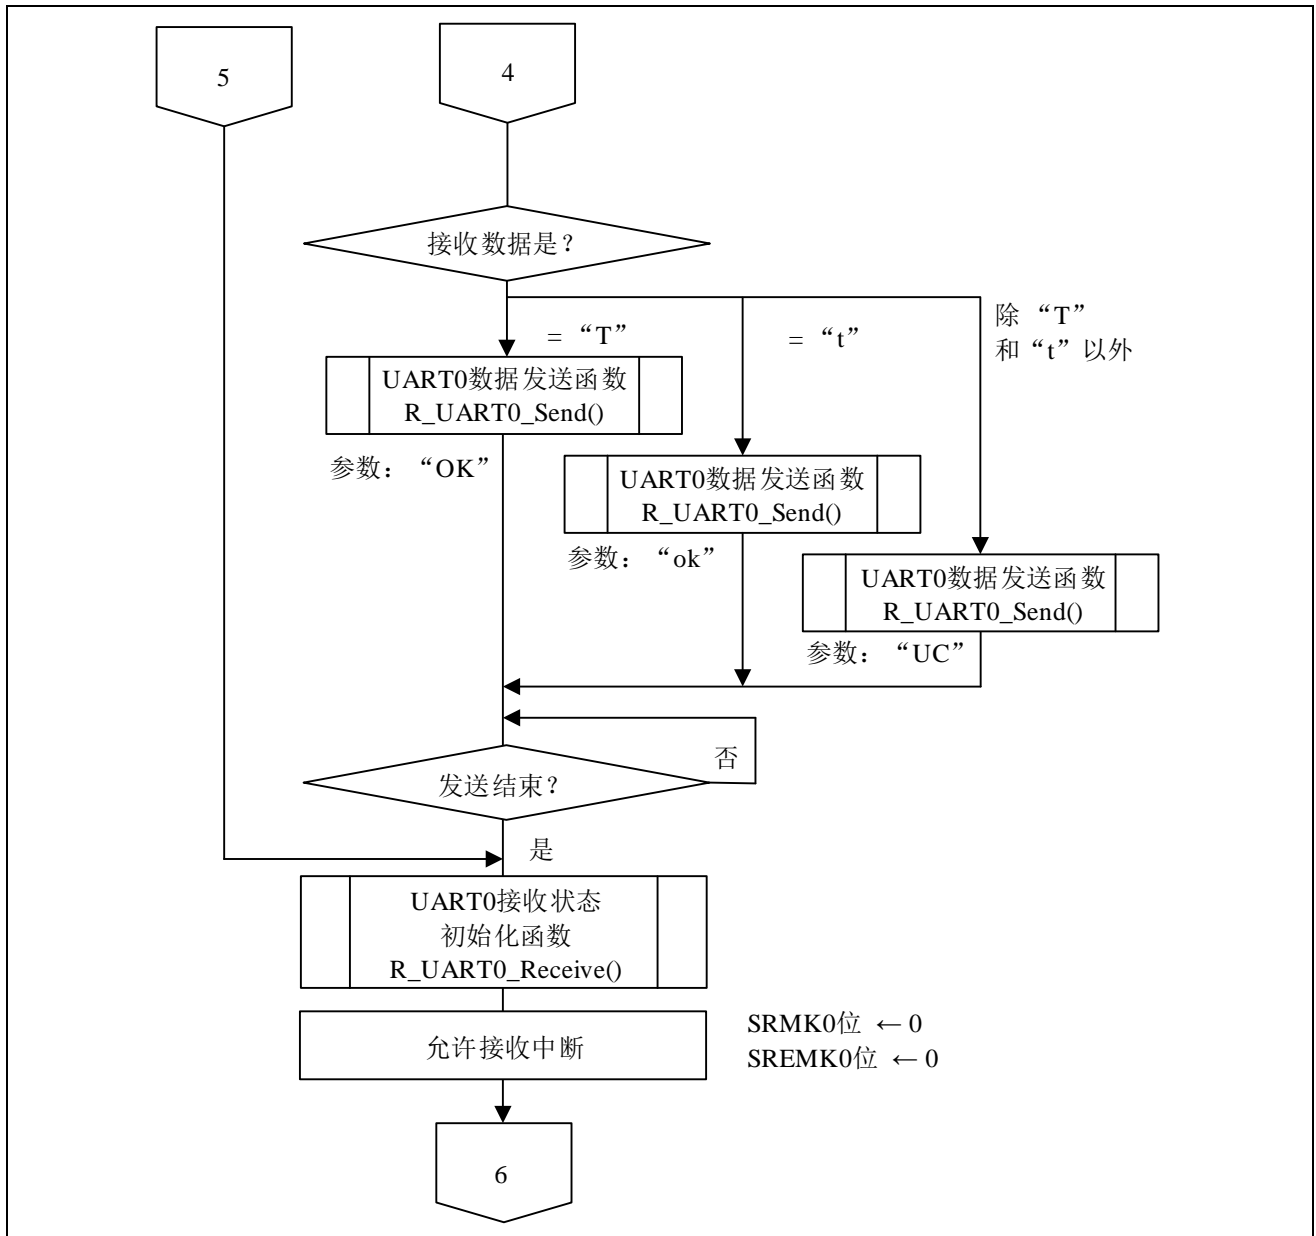 5
4
接收数据是？
= “T”
= “t”
除 “T”
和“t”以外
UART0数据发送函数
R_UART0_Send()
参数： “OK”
UART0数据发送函数
R_UART0_Send()
参数： “ok”
UART0数据发送函数
R_UART0_Send()
参数： “UC”
否
发送结束？
是
UART0接收状态
初始化函数
R_UART0_Receive()
允许接收中断
SRMK0位 ← 0
SREMK0位 ← 0
6